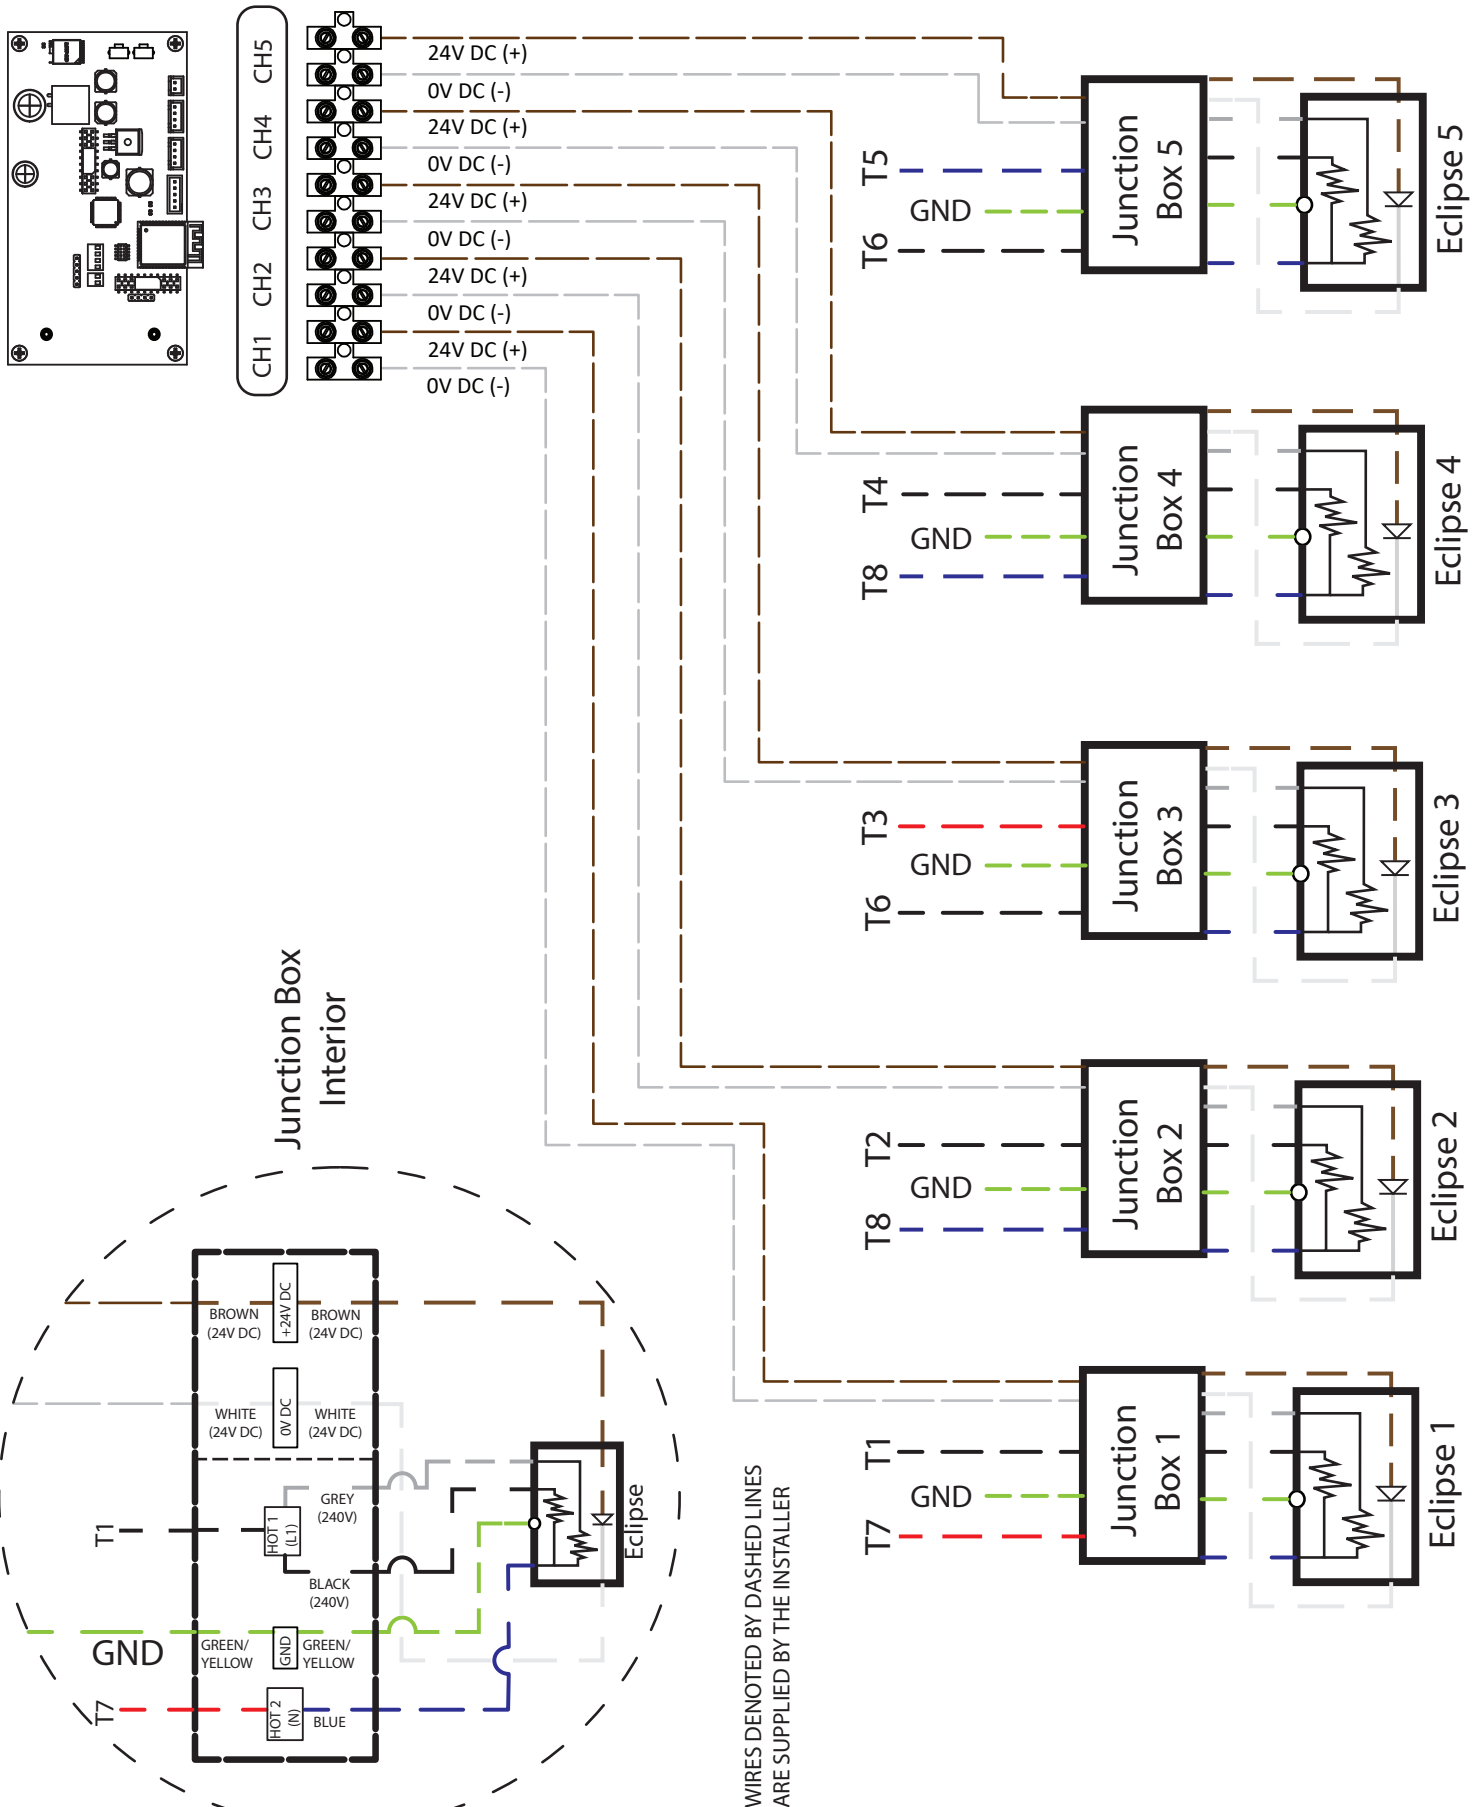 CH5
CH4
CH3
CH2
CH1
24V DC (+)
0V DC (-)
24V DC (+)
0V DC (-)
24V DC (+)
0V DC (-)
24V DC (+)
0V DC (-)
24V DC (+)
0V DC (-)
T5
GND
T6
Junction
Box 5
Eclipse 5
T4
GND
T8
Junction
Box 4
Eclipse 4
T3
GND
T6
Junction
Box 3
Eclipse 3
T2
GND
T8
Junction
Box 2
Eclipse 2
T1
GND
T7
Junction
Box 1
Eclipse 1
Junction Box
Interior
BROWN
(24V DC)
+24V DC
BROWN
(24V DC)
WHITE
(24V DC)
0V DC
WHITE
(24V DC)
T1
HOT 1
(L1)
GREY
(240V)
BLACK
(240V)
GND
GREEN/
YELLOW
GND
GREEN/
YELLOW
T7
HOT 2
(N)
BLUE
Eclipse
WIRES DENOTED BY DASHED LINES
ARE SUPPLIED BY THE INSTALLER